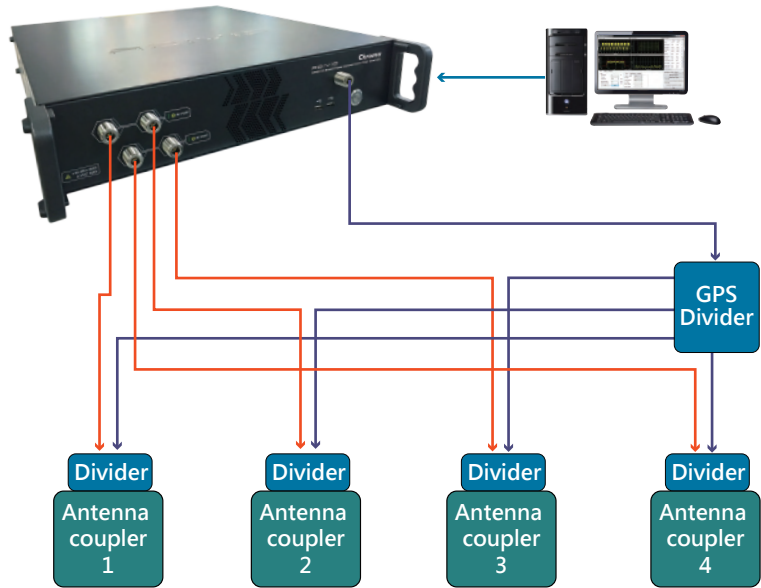 GPS
Divider
Divider
Divider
Divider
Divider
Antenna
coupler
1
Antenna
coupler
2
Antenna
coupler
3
Antenna
coupler
4